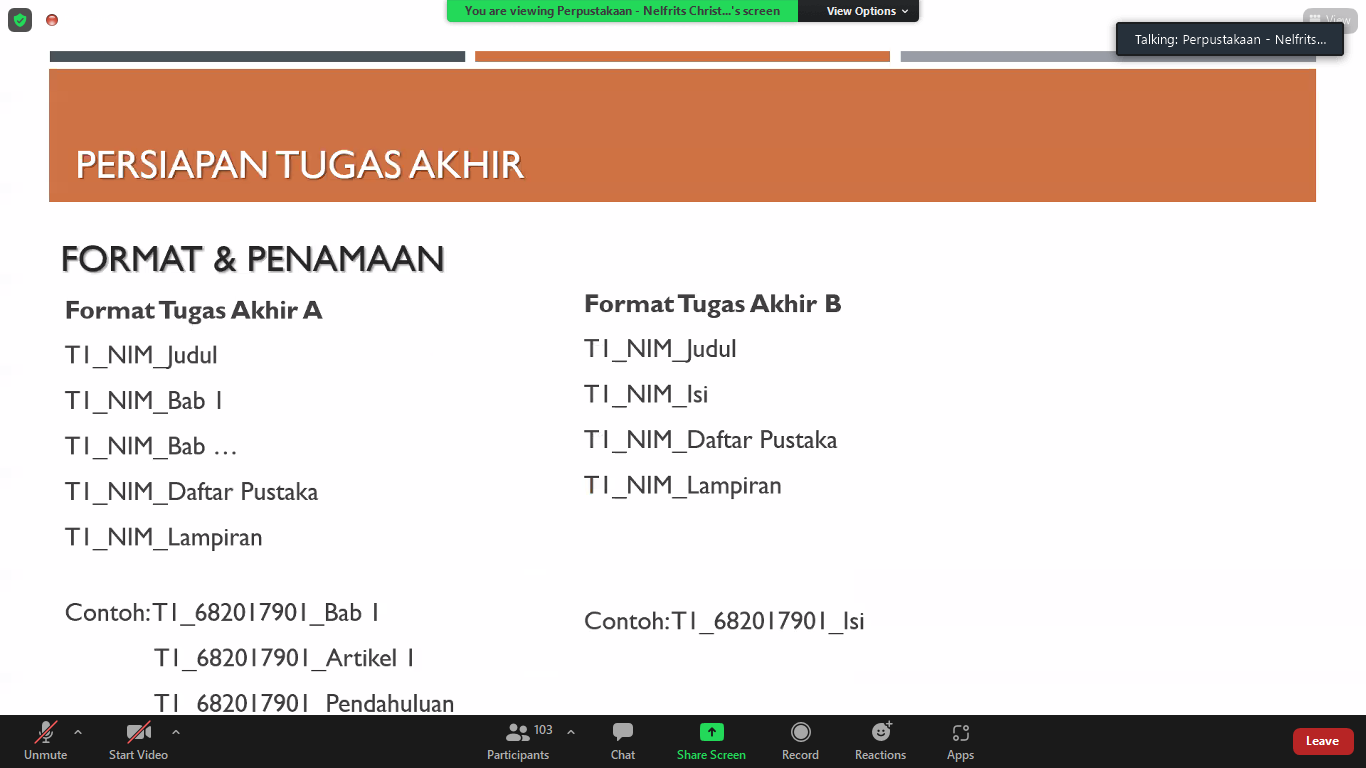 You are viewing Perpustakaan - Nelfrits Christ...'s screen
View Options
View
Talking: Perpustakaan - Nelfrits...
PERSIAPAN TUGAS AKHIR
FORMAT & PENAMAAN
Format Tugas Akhir A
T1_NIM_Judul
T1_NIM_Bab 1
T1_NIM_Bab …
T1_NIM_Daftar Pustaka
T1_NIM_Lampiran
Contoh: T1_682017901_Bab 1
T1_682017901_Artikel 1
T1_682017901_Pendahuluan
Format Tugas Akhir B
T1_NIM_Judul
T1_NIM_Isi
T1_NIM_Daftar Pustaka
T1_NIM_Lampiran
Contoh: T1_682017901_Isi
Unmute
Start Video
Participants
103
Chat
Share Screen
Record
Reactions
Apps
Leave